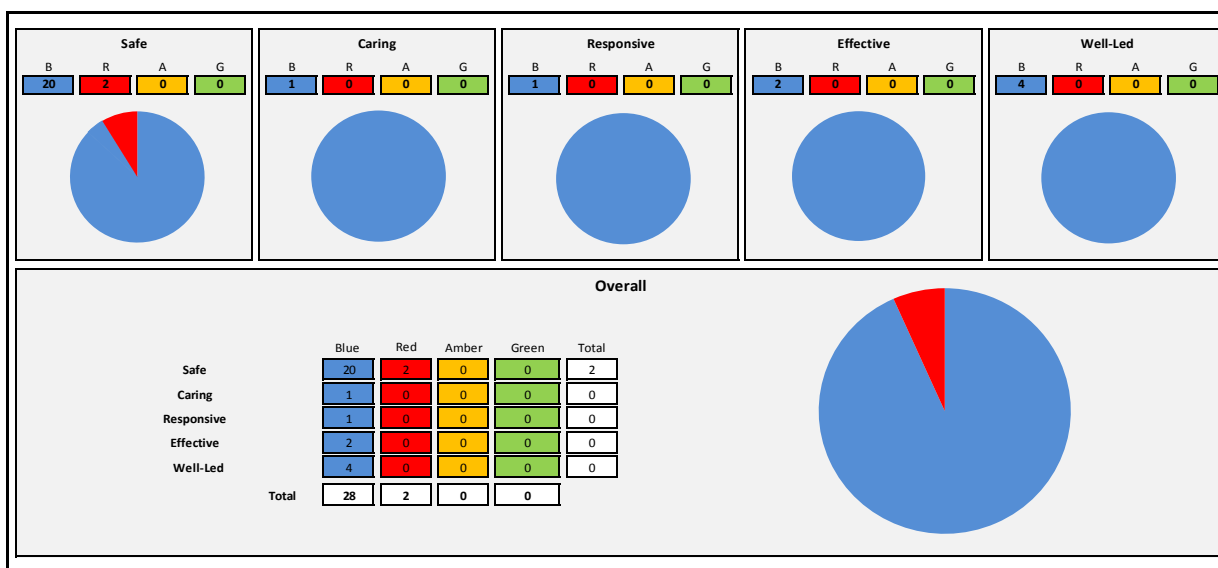 Safe Caring Responsive Effective Well-Led
B R A G B R A G B R A G B R A G B R A G
20 2 0 0 1 0 0 0 1 0 0 0 2 0 0 0 4 0 0 0
Overall
Blue Red Amber Green Total
Safe 20 2 0 0 2
Caring 1 0 0 0 0
Responsive 1 0 0 0 0
Effective 2 0 0 0 0
Well-Led 4 0 0 0 0
Total 28 2 0 0